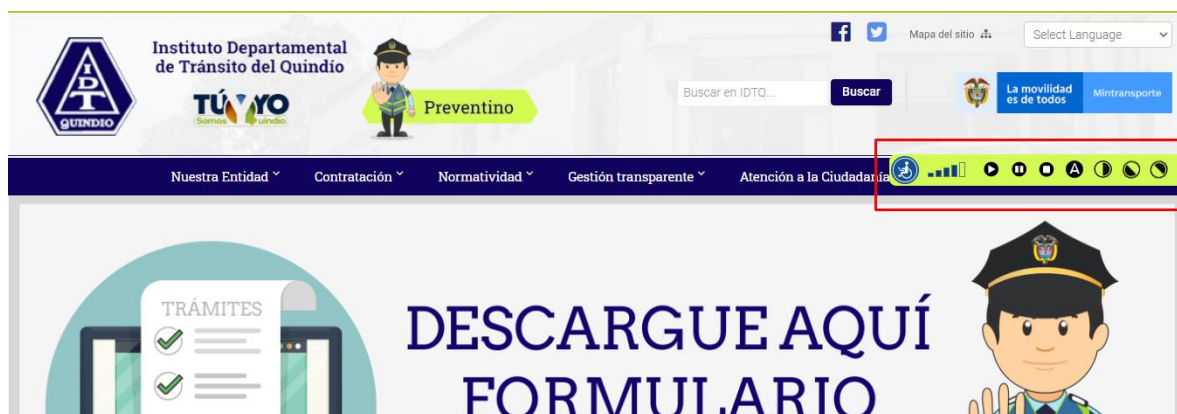 Mapa del sitio
Select Language
IDT
QUINDIO
Instituto Departamental
de Tránsito del Quindío
TÚ Y YO
Somos Quindio
Preventino
Buscar en IDTQ...
Buscar
La movilidad
es de todos
Mintransporte
Nuestra Entidad
Contratación
Normatividad
Gestión transparente
Atención a la Ciudadanía
A
TRÁMITES
DESCARGUE AQUÍ
FORMULARIO